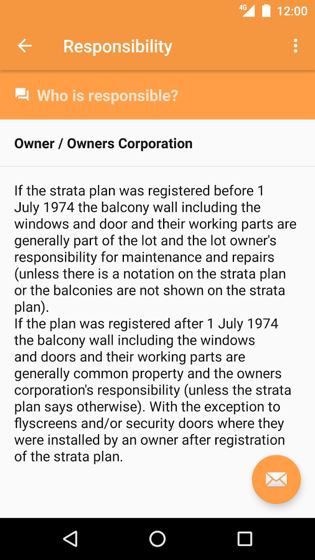 4G 12:00
Responsibility
Who is responsible?
Owner / Owners Corporation
If the strata plan was registered before 1
July 1974 the balcony wall including the
windows and door and their working parts are
generally part of the lot and the lot owner's
responsibility for maintenance and repairs
(unless there is a notation on the strata plan
or the balconies are not shown on the strata
plan).
If the plan was registered after 1 July 1974
the balcony wall including the windows
and doors and their working parts are
generally common property and the owners
corporation's responsibility (unless the strata
plan says otherwise). With the exception to
flyscreens and/or security doors where they
were installed by an owner after registration
of the strata plan.